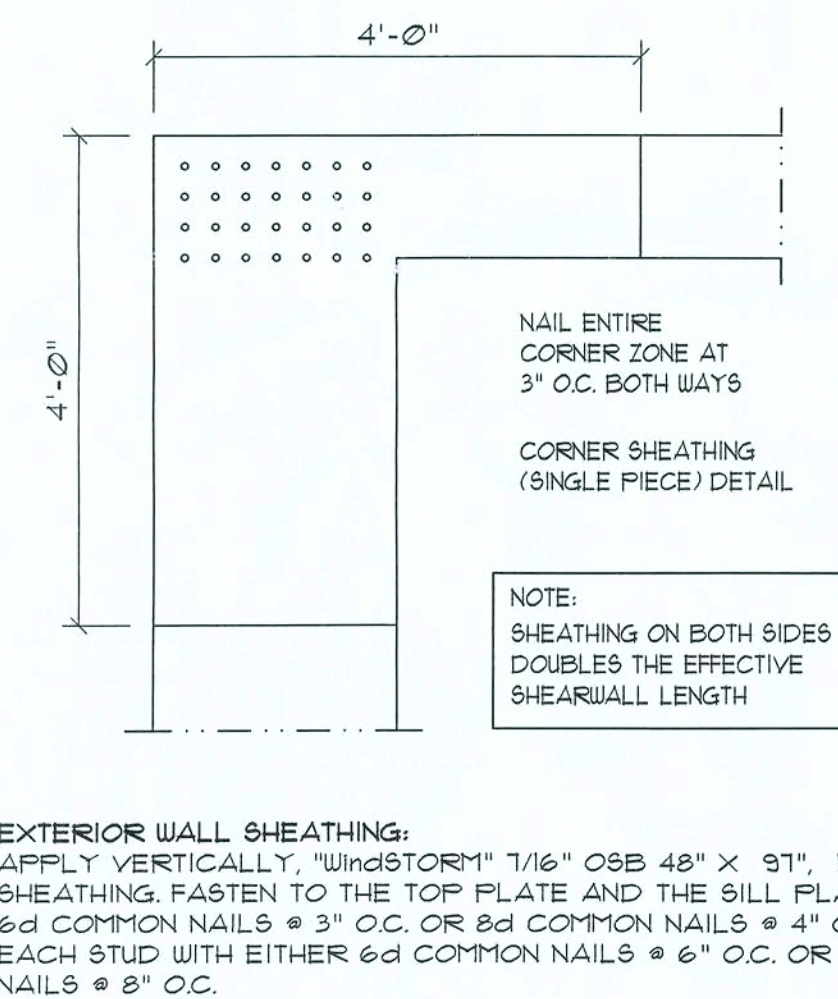 4'-0"
4'-0"
NAIL ENTIRE
CORNER ZONE AT
3" O.C. BOTH WAYS
CORNER SHEATHING
(SINGLE PIECE) DETAIL
NOTE:
SHEATHING ON BOTH SIDES
DOUBLES THE EFFECTIVE
SHEARWALL LENGTH
EXTERIOR WALL SHEATHING:
APPLY VERTICALLY, "WindSTORM" 7/16" OSB 48" X 97",
SHEATHING. FASTEN TO THE TOP PLATE AND THE SILL
6d COMMON NAILS @ 3" O.C. OR 8d COMMON NAILS @ 4"
EACH STUD WITH EITHER 6d COMMON NAILS @ 6" O.C. OR
NAILS @ 8" O.C.